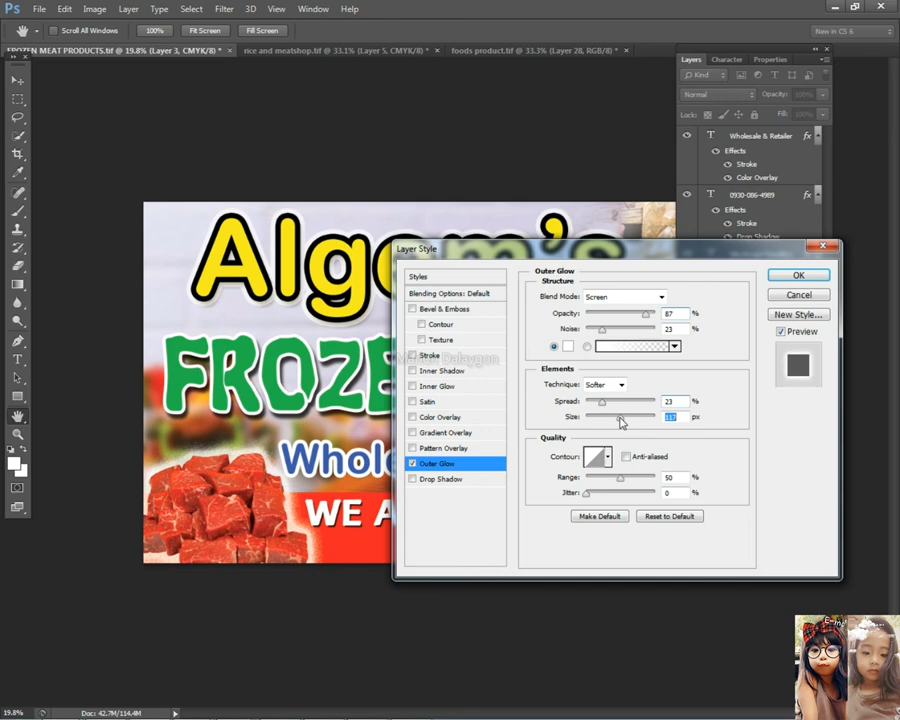 Ps File Edit Image Layer Type Select Filter 3D View Window Help
Scroll All Windows 100% Fit Screen Fill Screen New in CS 6
FROZEN MEAT PRODUCTS.tif @ 19.8% (Layer 3, CMYK/8) * × rice and meatshop.tif @ 33.1% (Layer 5, CMYK/8) * × foods product.tif @ 33.3% (Layer 28, RGB/8) * ×
Layers Character Properties
Kind
Normal Opacity: 100%
Lock: Fill: 100%
T Wholesale & Retailer fx
Effects
Stroke
Color Overlay
T 0930-086-4989 fx
Effects
Stroke
Drop Shadow
Algom's
FROZE
Whole
WE A
Layer Style
Styles
Blending Options: Default
Bevel & Emboss
Contour
Texture
Stroke
Inner Shadow
Inner Glow
Satin
Color Overlay
Gradient Overlay
Pattern Overlay
Outer Glow
Drop Shadow
Outer Glow
Structure
Blend Mode: Screen
Opacity: 87 %
Noise: 23 %
Elements
Technique: Softer
Spread: 23 %
Size: 117 px
Quality
Contour: Anti-aliased
Range: 50 %
Jitter: 0 %
Make Default Reset to Default
OK
Cancel
New Style...
Preview
19.8% Doc: 42.7M/114.4M